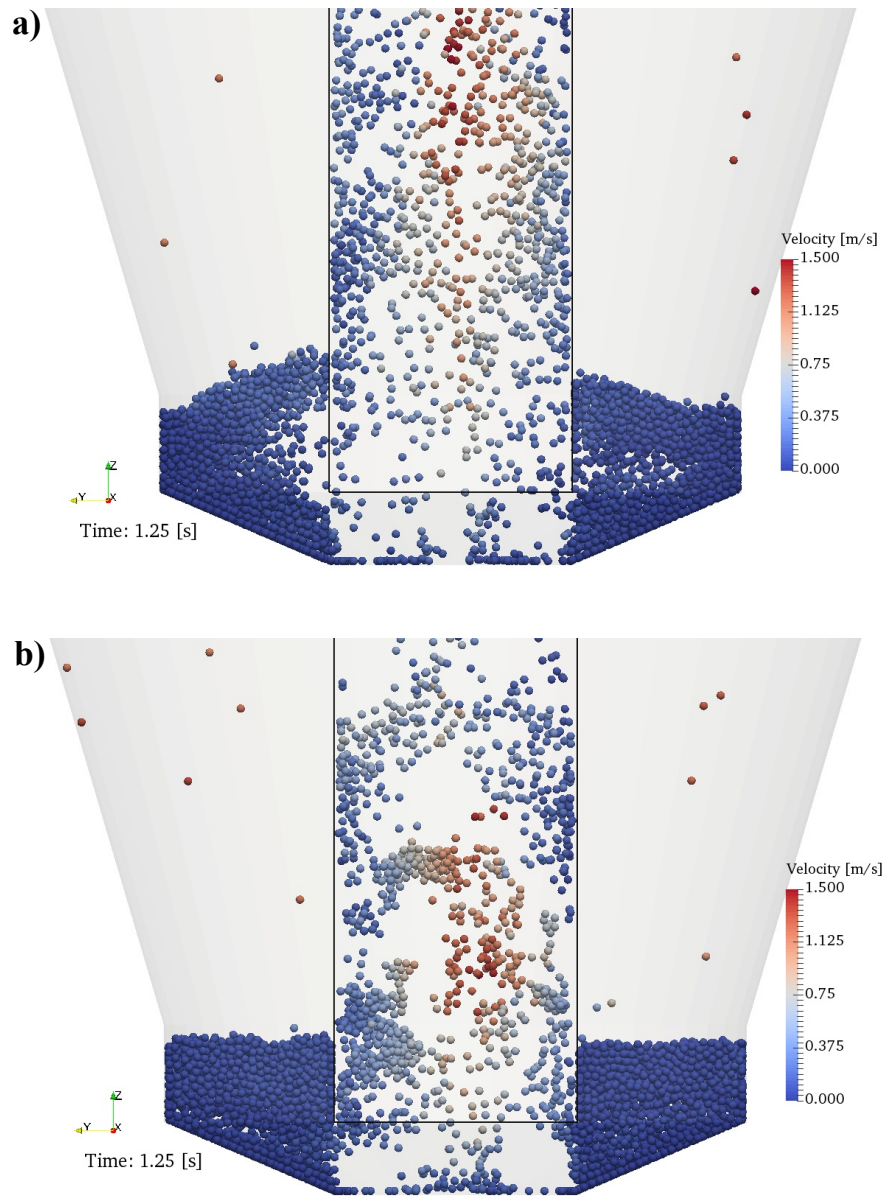 a)
Velocity [m/s]
1.500
1.125
0.75
0.375
0.000
Z
Y
X
Time: 1.25 [s]
b)
Velocity [m/s]
1.500
1.125
0.75
0.375
0.000
Z
Y
X
Time: 1.25 [s]